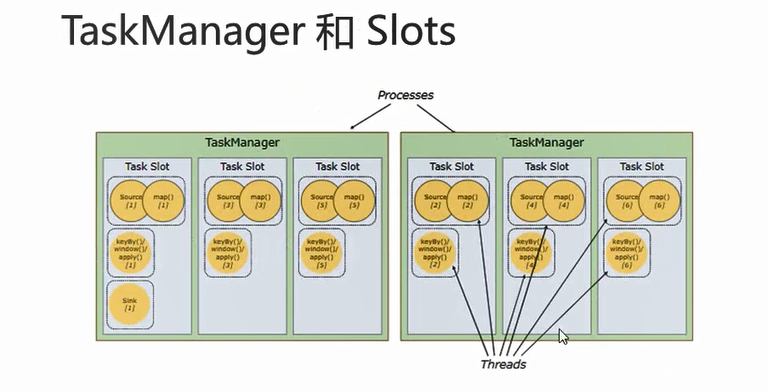 TaskManager 和 Slots
Processes
TaskManager
TaskManager
Task Slot
Task Slot
Task Slot
Task Slot
Task Slot
Task Slot
Source
[1]
map()
[1]
Source
[3]
map()
[3]
Source
[5]
map()
[5]
Source
[2]
map()
[2]
Source
[4]
map()
[4]
Source
[6]
map()
[6]
keyBy()/
window()/
apply()
[1]
keyBy()/
window()/
apply()
[3]
keyBy()/
window()/
apply()
[5]
keyBy()/
window()/
apply()
[2]
keyBy()/
window()/
apply()
[4]
keyBy()/
window()/
apply()
[6]
Sink
[1]
Threads